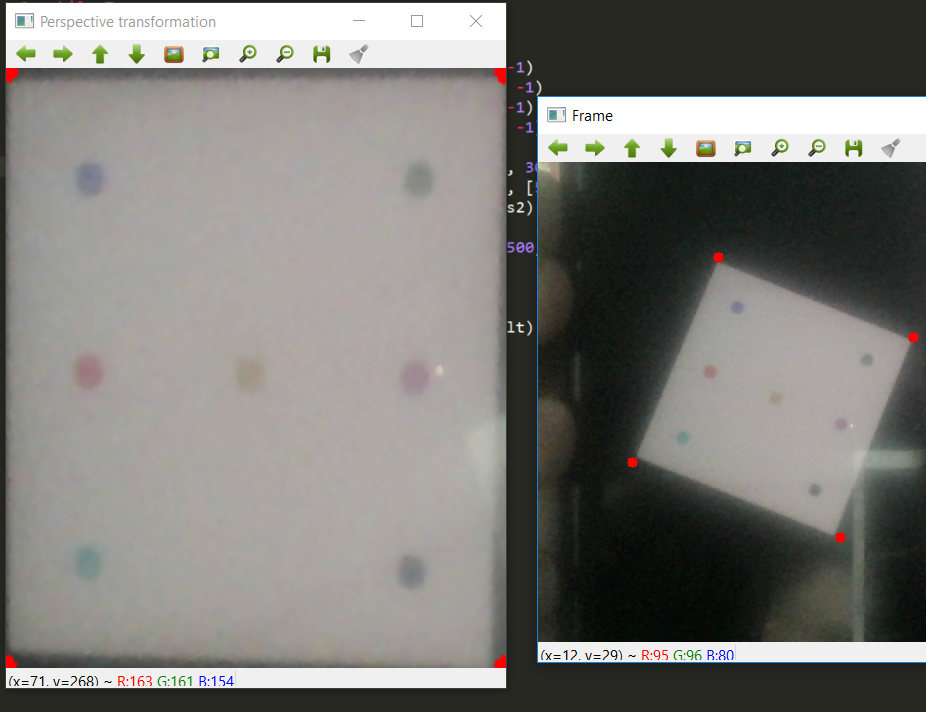 Perspective transformation
-1)
-1)
-1)
-1
Frame
, 30
, [5
s2)
500,
lt)
(x=12, y=29) ~ R:95 G:96 B:80
(x=71, y=268) ~ R:163 G:161 B:154